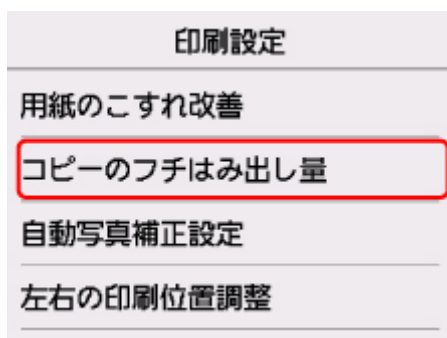 印刷設定
用紙のこすれ改善
コピーのフチはみ出し量
自動写真補正設定
左右の印刷位置調整